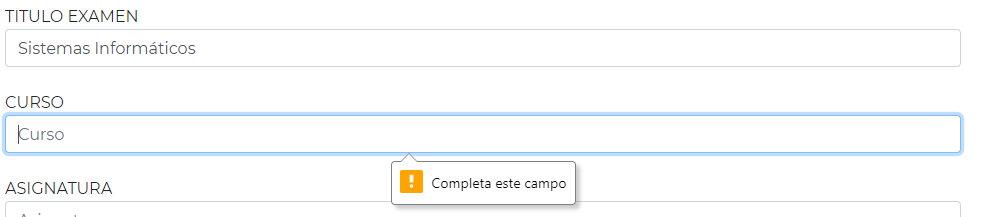 TITULO EXAMEN
Sistemas Informáticos
CURSO
Curso
Completa este campo
ASIGNATURA